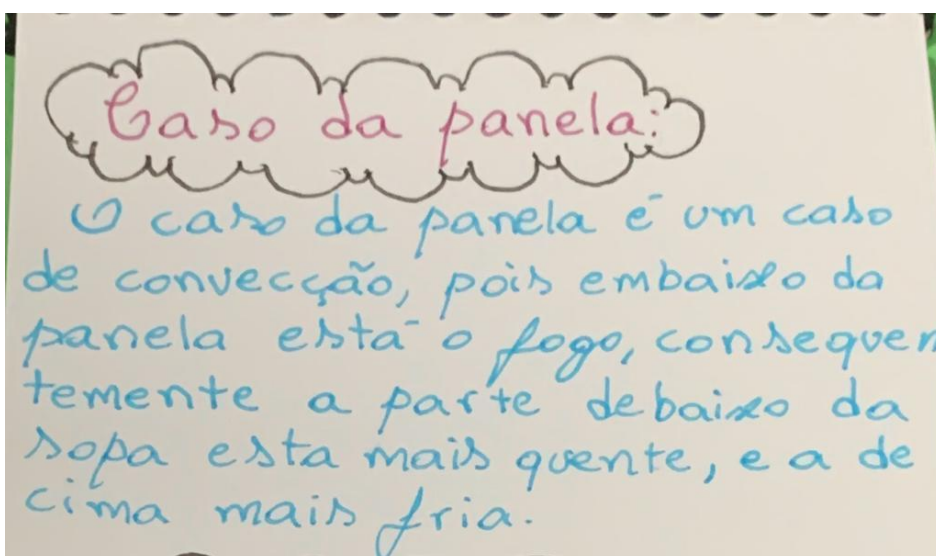 Caso da panela:
O caso da panela é um caso
de convecção, pois embaixo da
panela está o fogo, consequen
temente a parte debaixo da
sopa esta mais quente, e a de
cima mais fria.